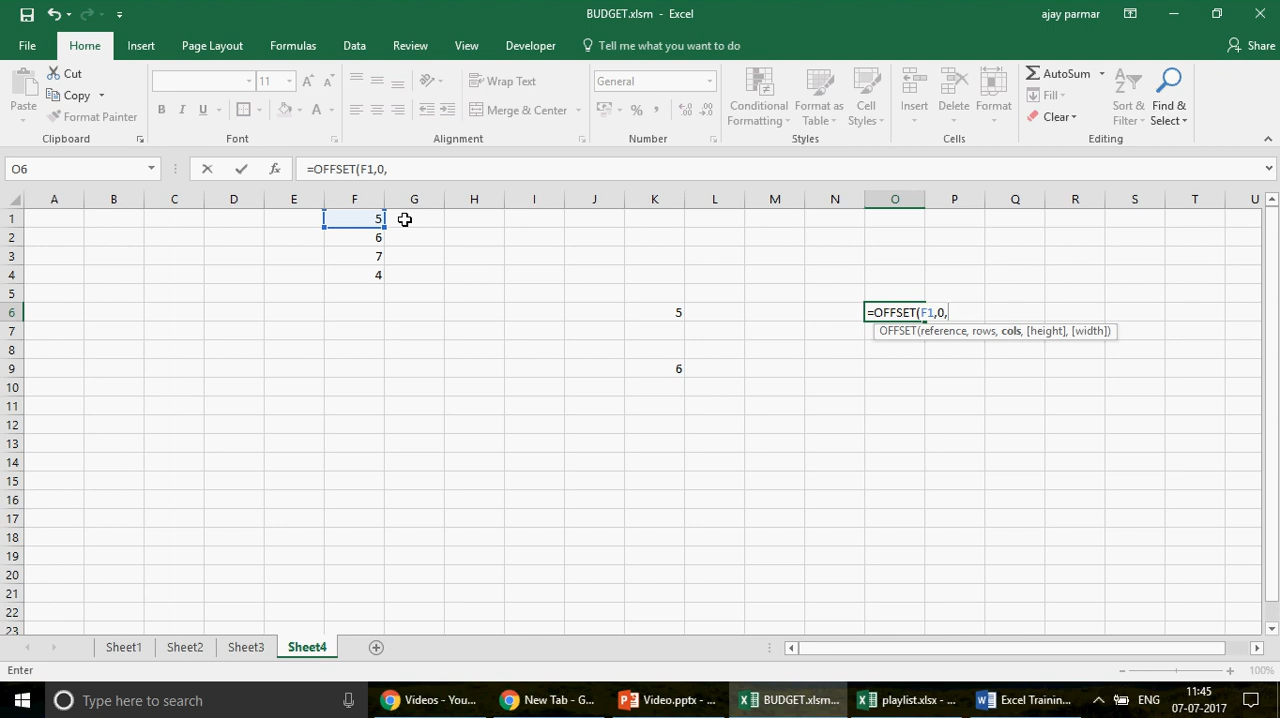 BUDGET.xlsm - Excel
ajay parmar
File Home Insert Page Layout Formulas Data Review View Developer Tell me what you want to do Share
Paste Cut Copy Format Painter
11
Wrap Text
Merge & Center
General
Conditional Formatting
Format as Table
Cell Styles
Insert Delete Format
AutoSum
Fill
Clear
Sort & Filter
Find & Select
Clipboard Font Alignment Number Styles Cells Editing
O6 fx =OFFSET(F1,0,
A B C D E F G H I J K L M N O P Q R S T U
1 5
2 6
3 7
4 4
5
6 5 =OFFSET(F1,0,
7 OFFSET(reference, rows, cols, [height], [width])
8
9 6
10
11
12
13
14
15
16
17
18
19
20
21
22
23
Sheet1 Sheet2 Sheet3 Sheet4
Enter 100%
Type here to search
Videos - You...
New Tab - G...
Video.pptx - ...
BUDGET.xlsm...
playlist.xlsx - ...
Excel Trainin...
ENG
11:45
07-07-2017